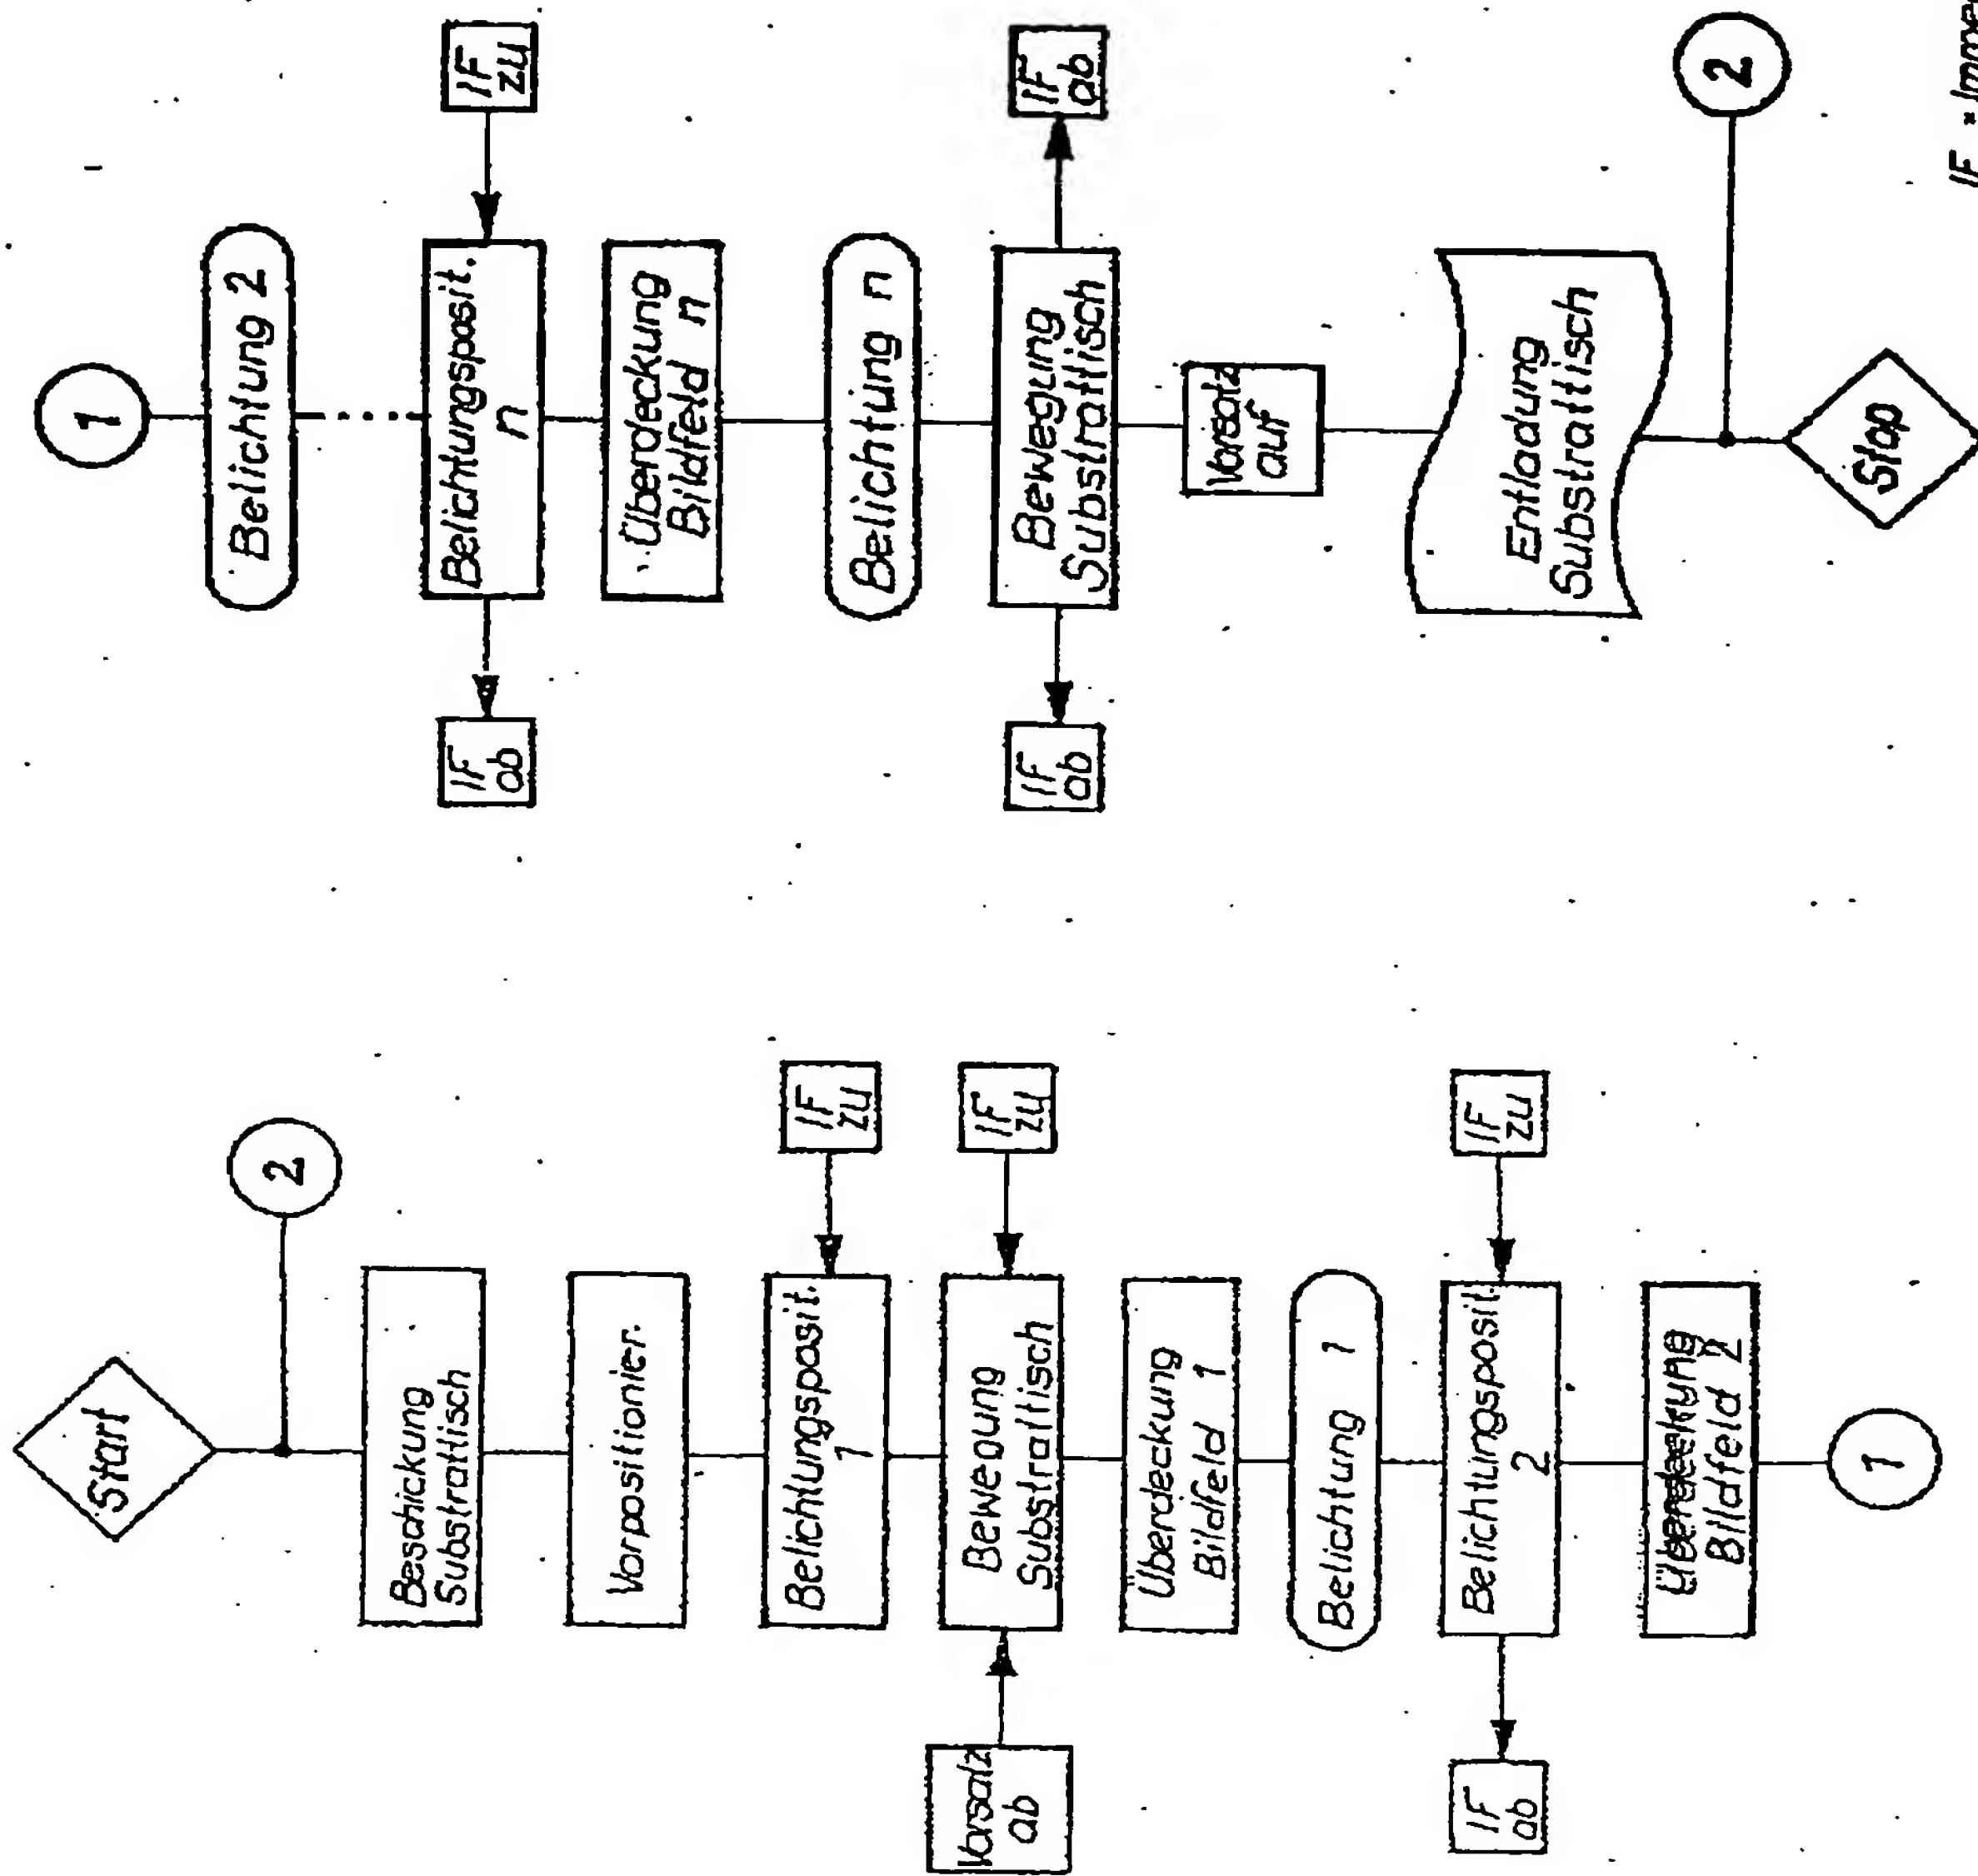 Start
2
Beschickung
Substrattisch
Vorpositionier.
Belichtungsposit.
1
IF
zu
Vorsatz
ab
Bewegung
Substrattisch
IF
zu
Überdeckung
Bildfeld 1
Belichtung 1
IF
ab
Belichtungsposit.
2
IF
zu
Überdeckung
Bildfeld 2
1
1
Belichtung 2
IF
ab
Belichtungsposit.
n
IF
zu
Überdeckung
Bildfeld n
Belichtung n
IF
ab
Bewegung
Substrattisch
IF
ab
Vorsatz
auf
Entladung
Substrattisch
2
Stop
IF =